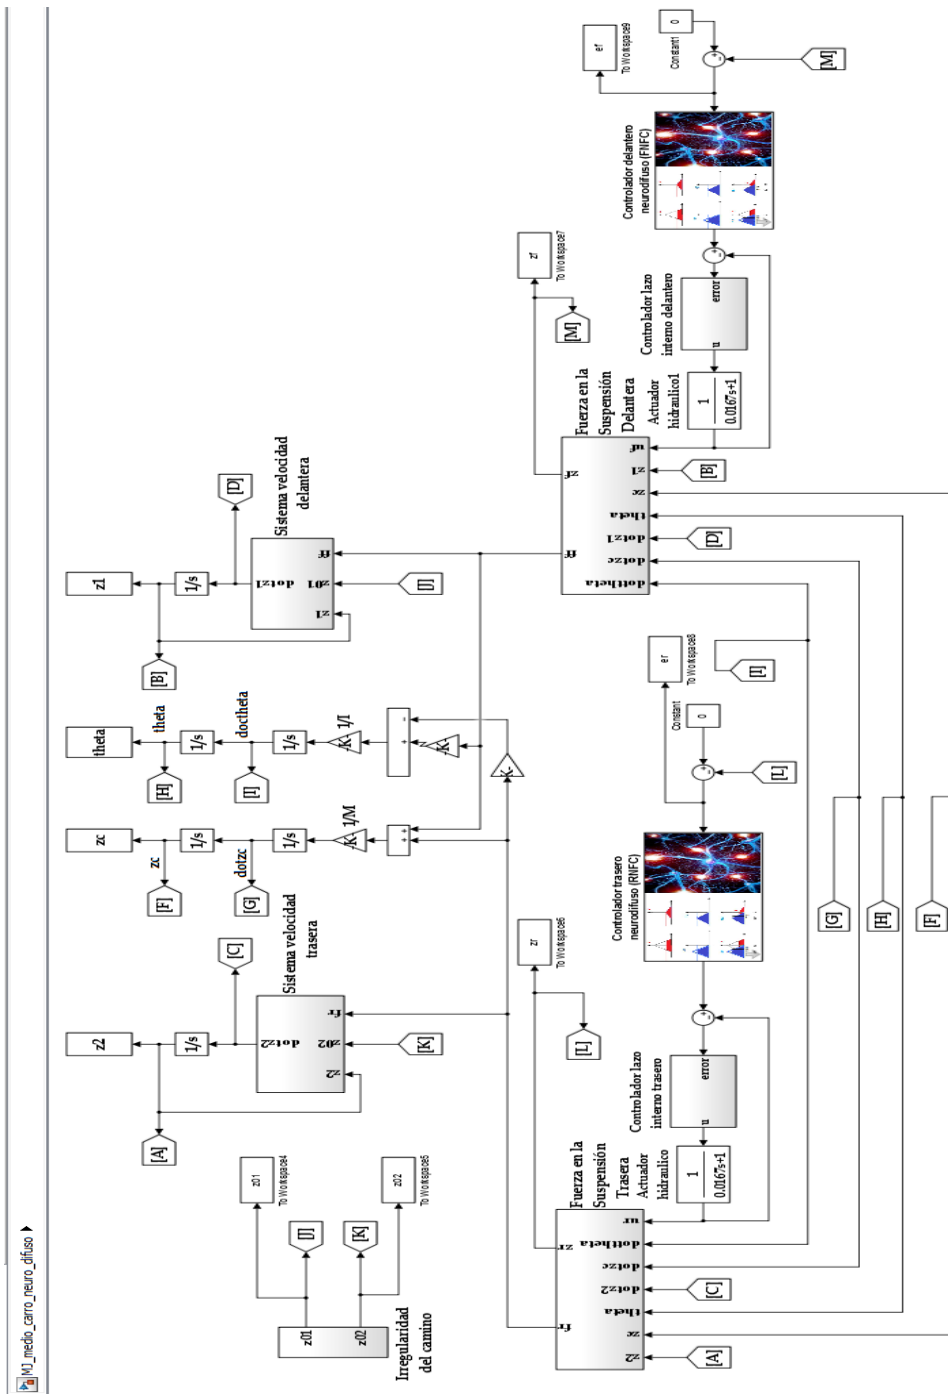 MJ_medio_carro_neuro_difuso
z01
To Workspace4
z02
To Workspace5
[J]
[K]
z01
z02
Irregularidad
del camino
z2
[A]
1/s
[C]
Sistema velocidad
trasera
dotz2
z2
z02
fr
[K]
zc
zc
[F]
1/s
dotzc
[G]
1/s
-K-
1/M
+
+
theta
theta
[H]
1/s
doctheta
[I]
1/s
-K-
1/I
+
-
-K-
K-
z1
[B]
1/s
[D]
Sistema velocidad
delantera
dotz1
z1
z01
ff
[J]
zr
To Workspace6
[L]
Fuerza en la
Suspensión
Trasera
Actuador
hidraulico
fr
zr
z2
zc
theta
dotz2
dotzc
dottheta
ur
[A]
[C]
1
0.0167s+1
Controlador lazo
interno trasero
u
error
Controlador trasero
neurodifuso (RNFC)
er
To Workspace8
Constant
0
[L]
[I]
[G]
[H]
[F]
zf
To Workspace7
[M]
Fuerza en la
Suspensión
Delantera
Actuador
hidraulico1
ff
zf
dottheta
dotzc
dotz1
theta
zc
z1
uf
[D]
[B]
1
0.0167s+1
Controlador lazo
interno delantero
u
error
Controlador delantero
neurodifuso (FNFC)
ef
To Workspace9
Constant1
0
[M]